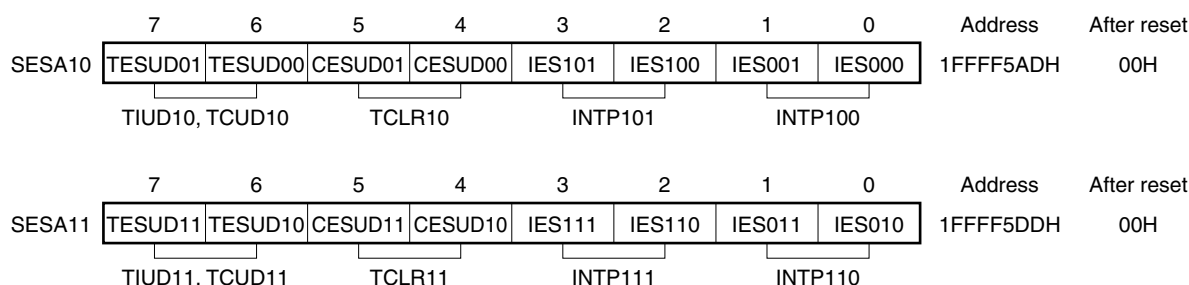 7 6 5 4 3 2 1 0 Address After reset
SESA10 TESUD01 TESUD00 CESUD01 CESUD00 IES101 IES100 IES001 IES000 1FFFF5ADH 00H
TIUD10, TCUD10 TCLR10 INTP101 INTP100
7 6 5 4 3 2 1 0 Address After reset
SESA11 TESUD11 TESUD10 CESUD11 CESUD10 IES111 IES110 IES011 IES010 1FFFF5DDH 00H
TIUD11, TCUD11 TCLR11 INTP111 INTP110